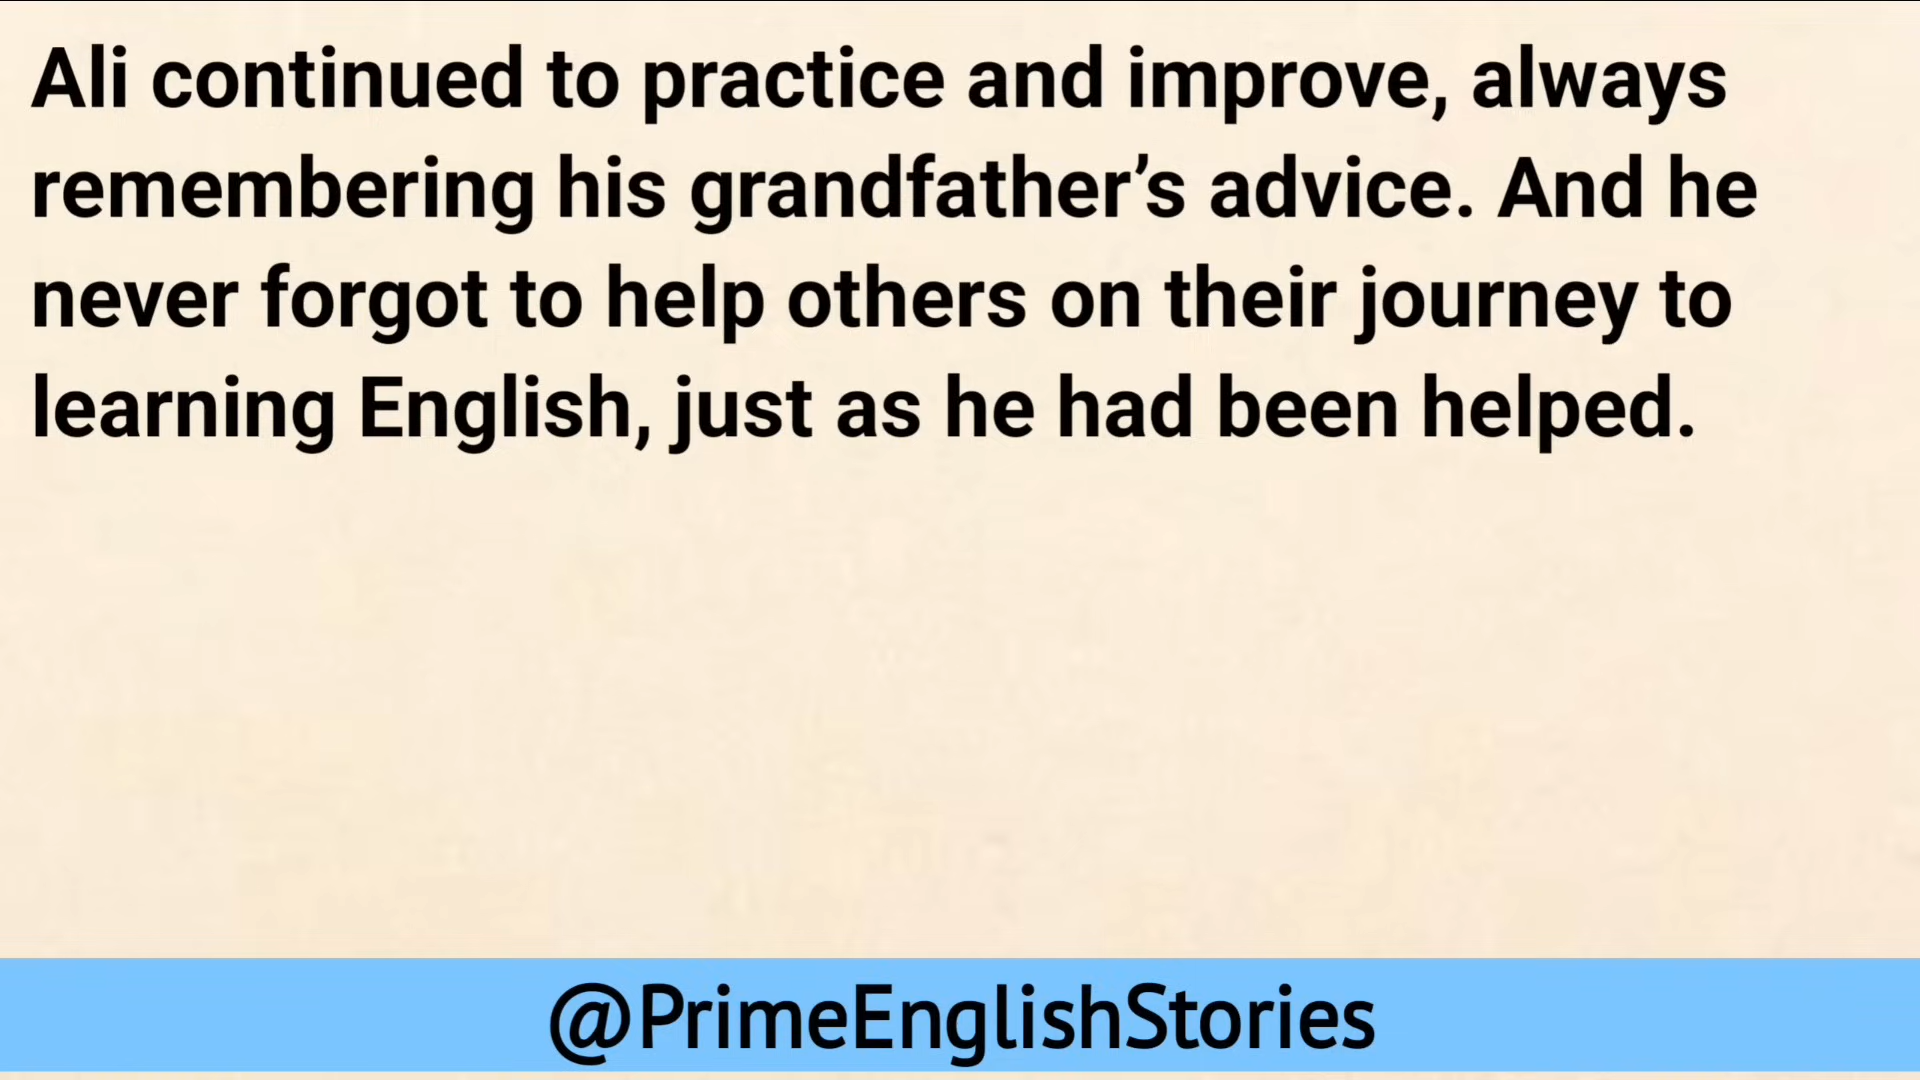 Ali continued to practice and improve, always
remembering his grandfather’s advice. And he
never forgot to help others on their journey to
learning English, just as he had been helped.
@PrimeEnglishStories